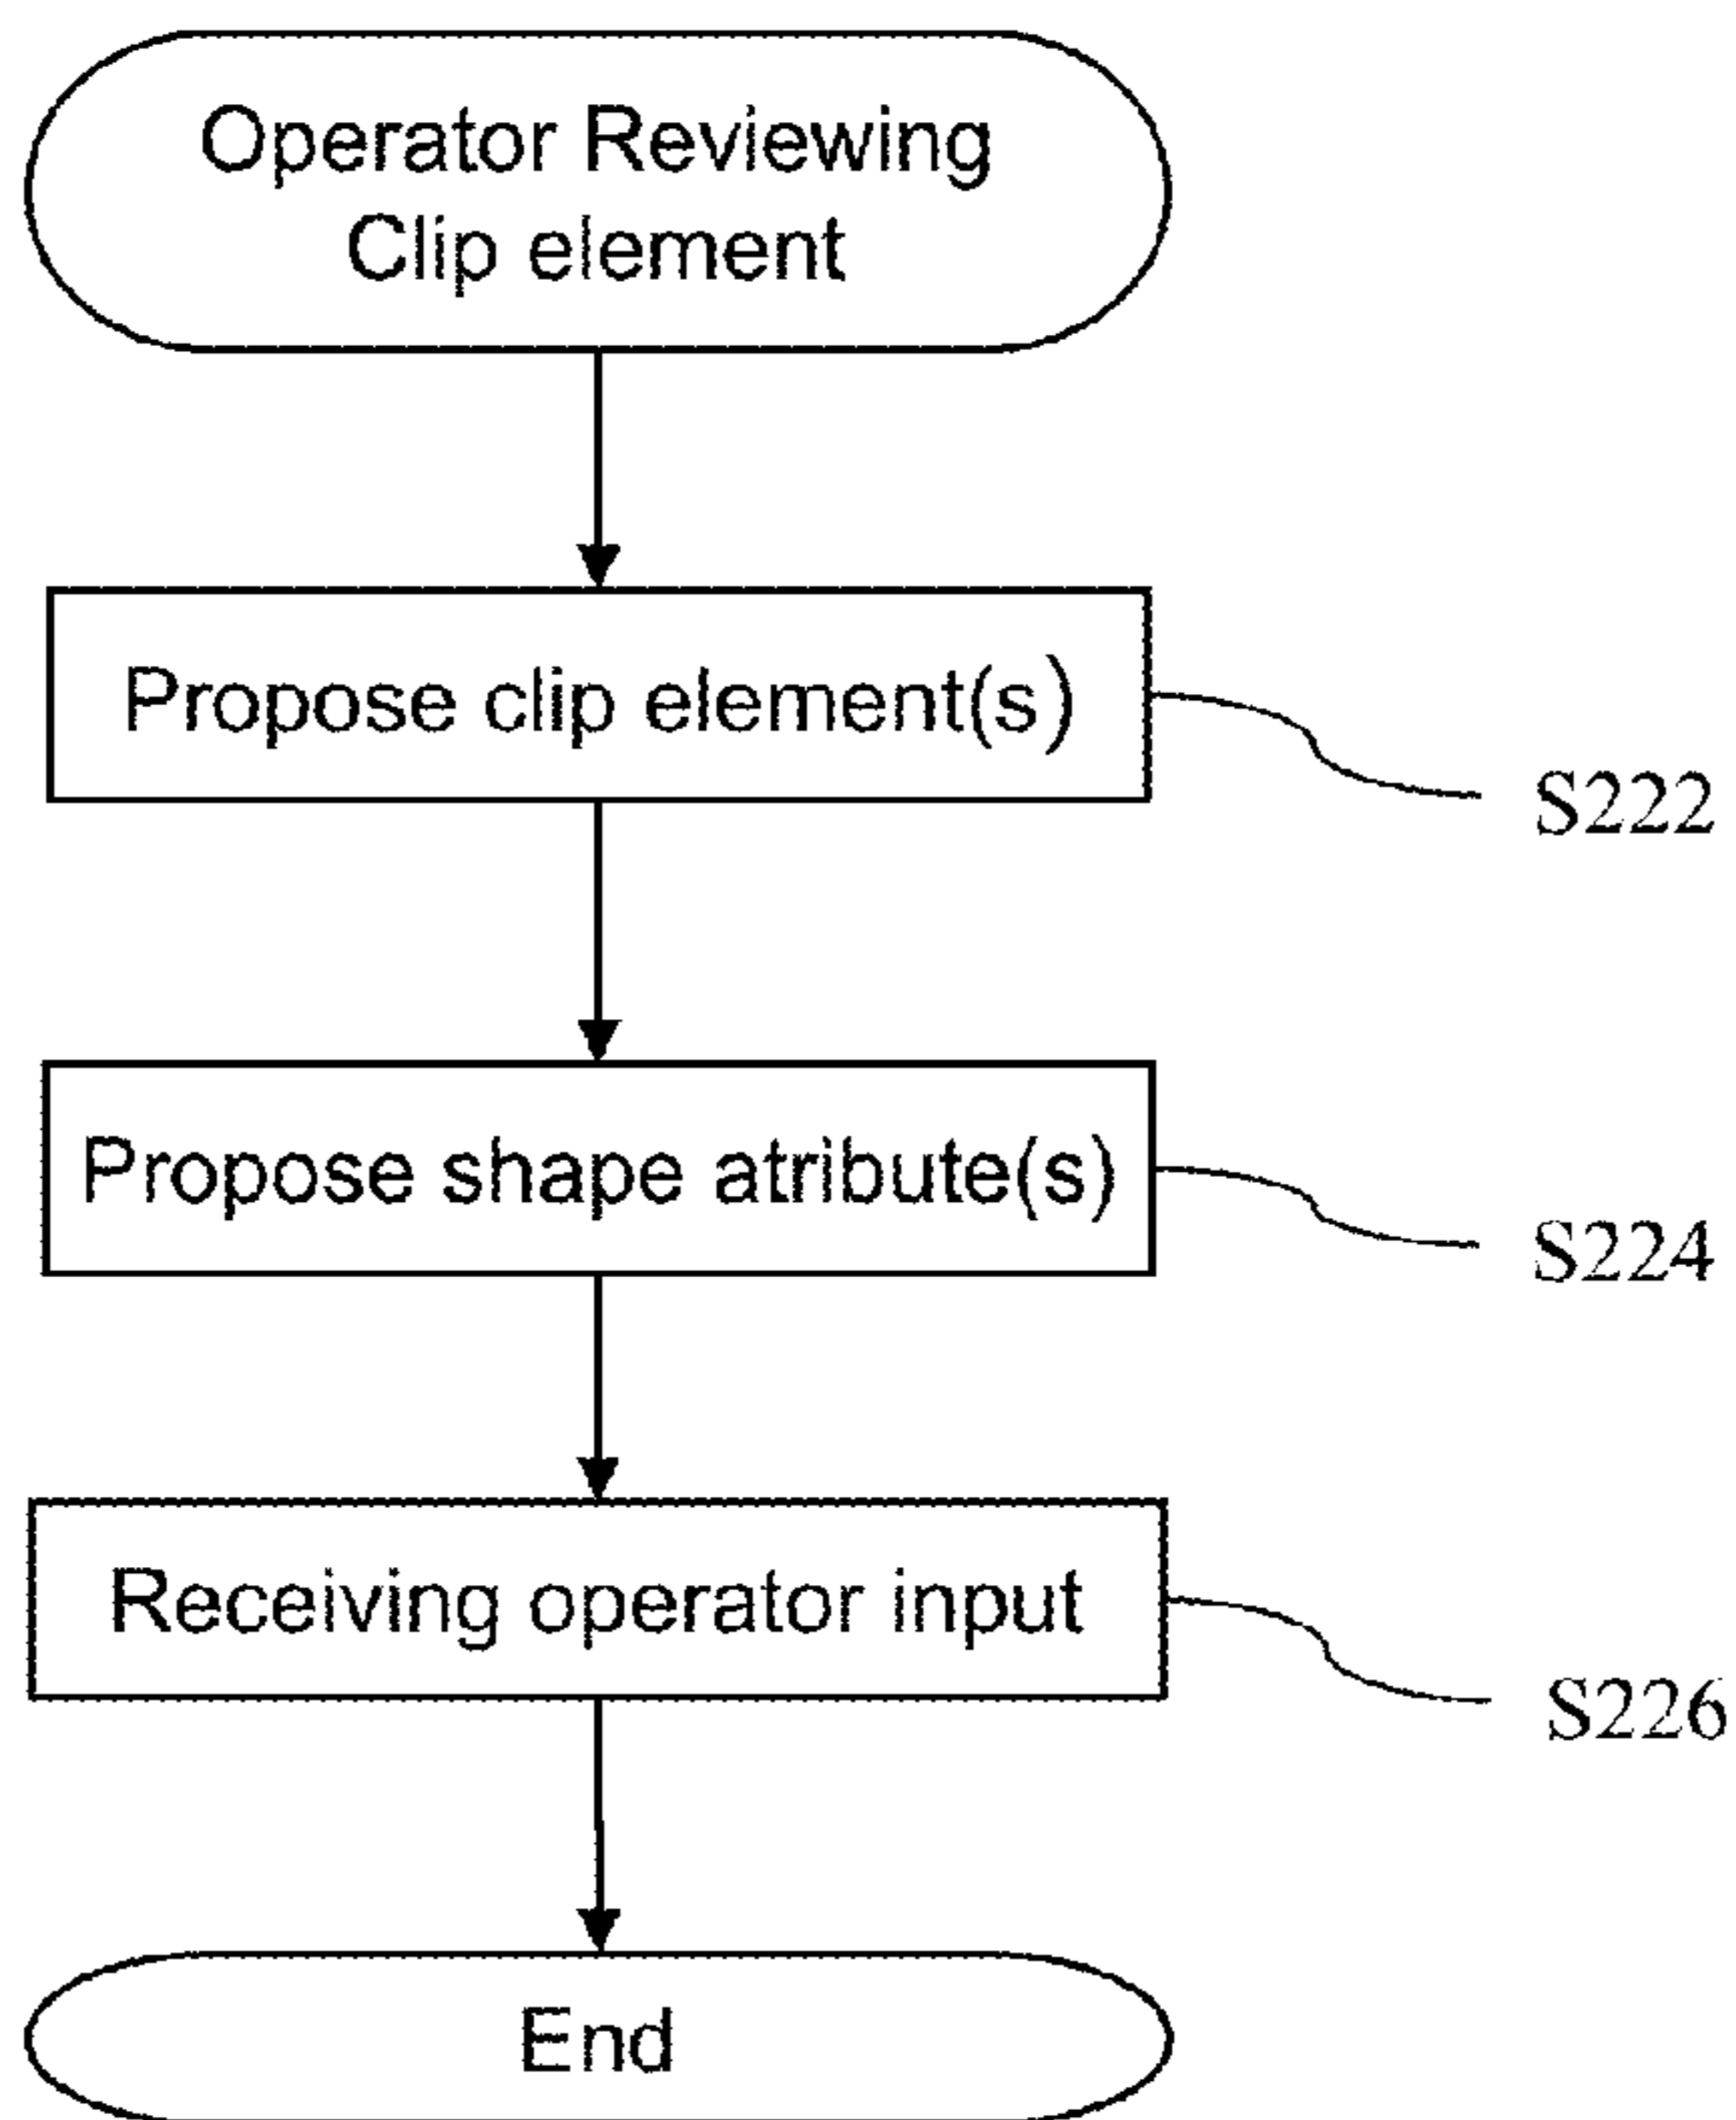 Operator Reviewing
Clip element
Propose clip element(s)
S222
Propose shape atribute(s)
S224
Receiving operator input
S226
End